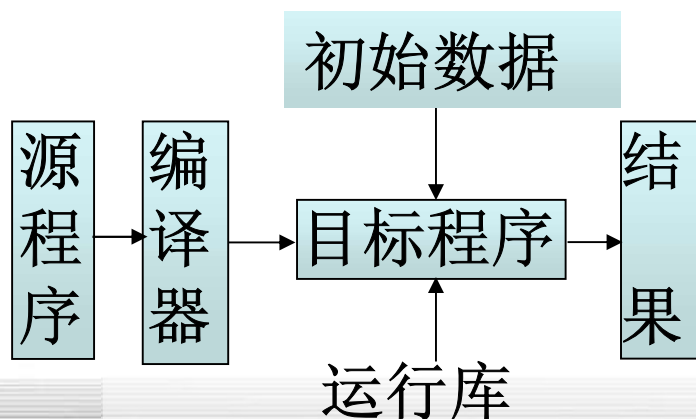 初始数据
源程序
编译器
目标程序
结果
运行库